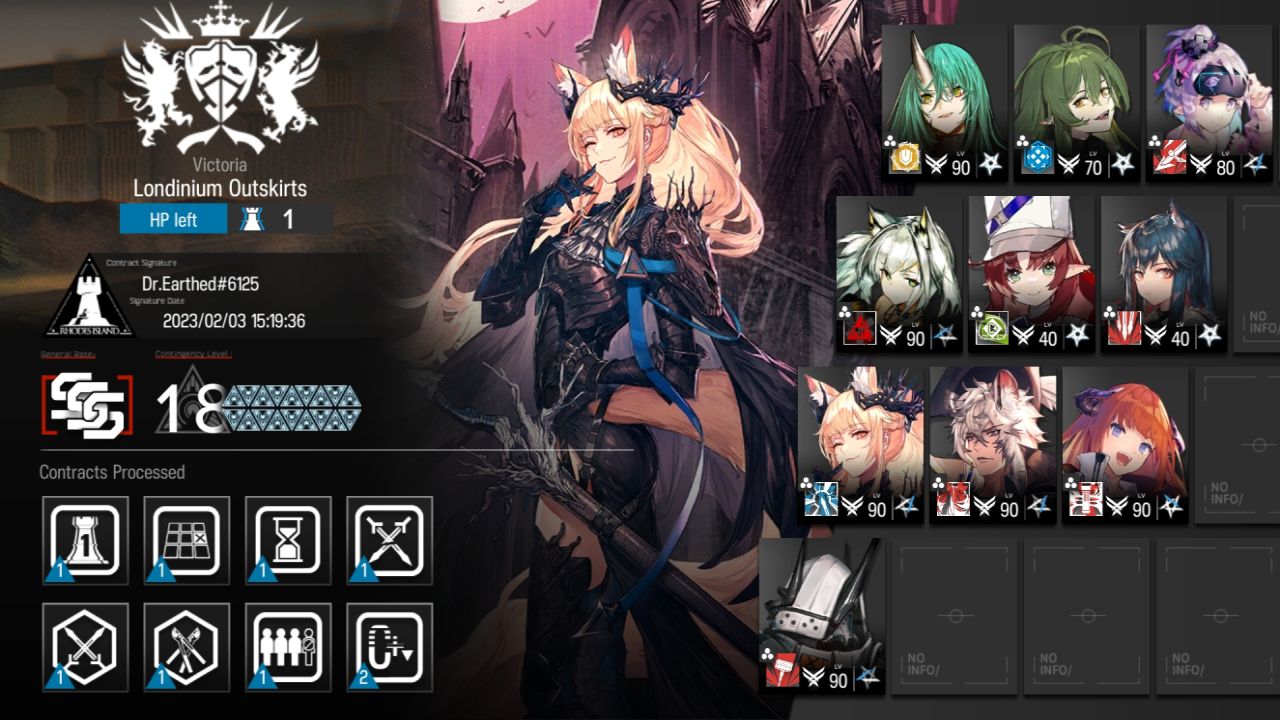 Victoria
Londinium Outskirts
HP left 1
Contract Signature
Dr.Earthed#6125
Signature Date
2023/02/03 15:19:36
RHODES ISLAND
General Rate:
Contingency Level :
SSS
18
Contracts Processed
1
1 1 1 1
1 1 1 2
LV 90
LV 70
LV 80
LV 90
LV 40
LV 40
NO
INFO/
LV 90
LV 90
LV 90
NO
INFO/
LV 90
NO
INFO/
NO
INFO/
NO
INFO/